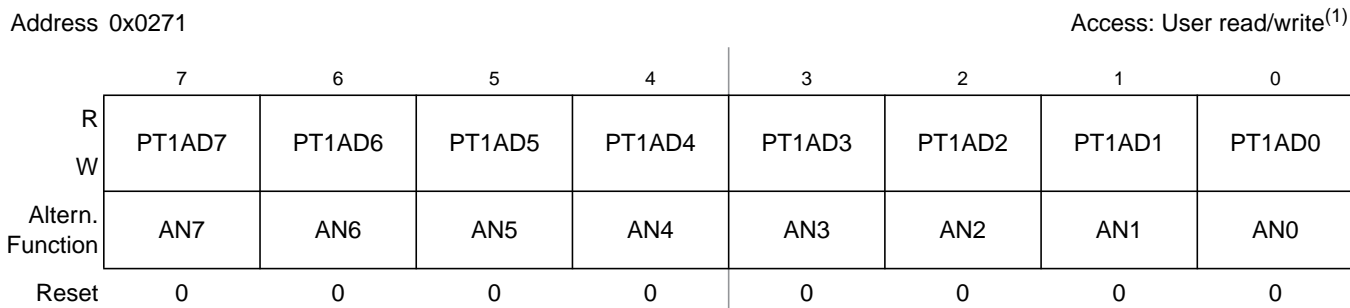 Address 0x0271 Access: User read/write(1)
7 6 5 4 3 2 1 0
R
W
PT1AD7 PT1AD6 PT1AD5 PT1AD4 PT1AD3 PT1AD2 PT1AD1 PT1AD0
Altern.
Function
AN7 AN6 AN5 AN4 AN3 AN2 AN1 AN0
Reset 0 0 0 0 0 0 0 0